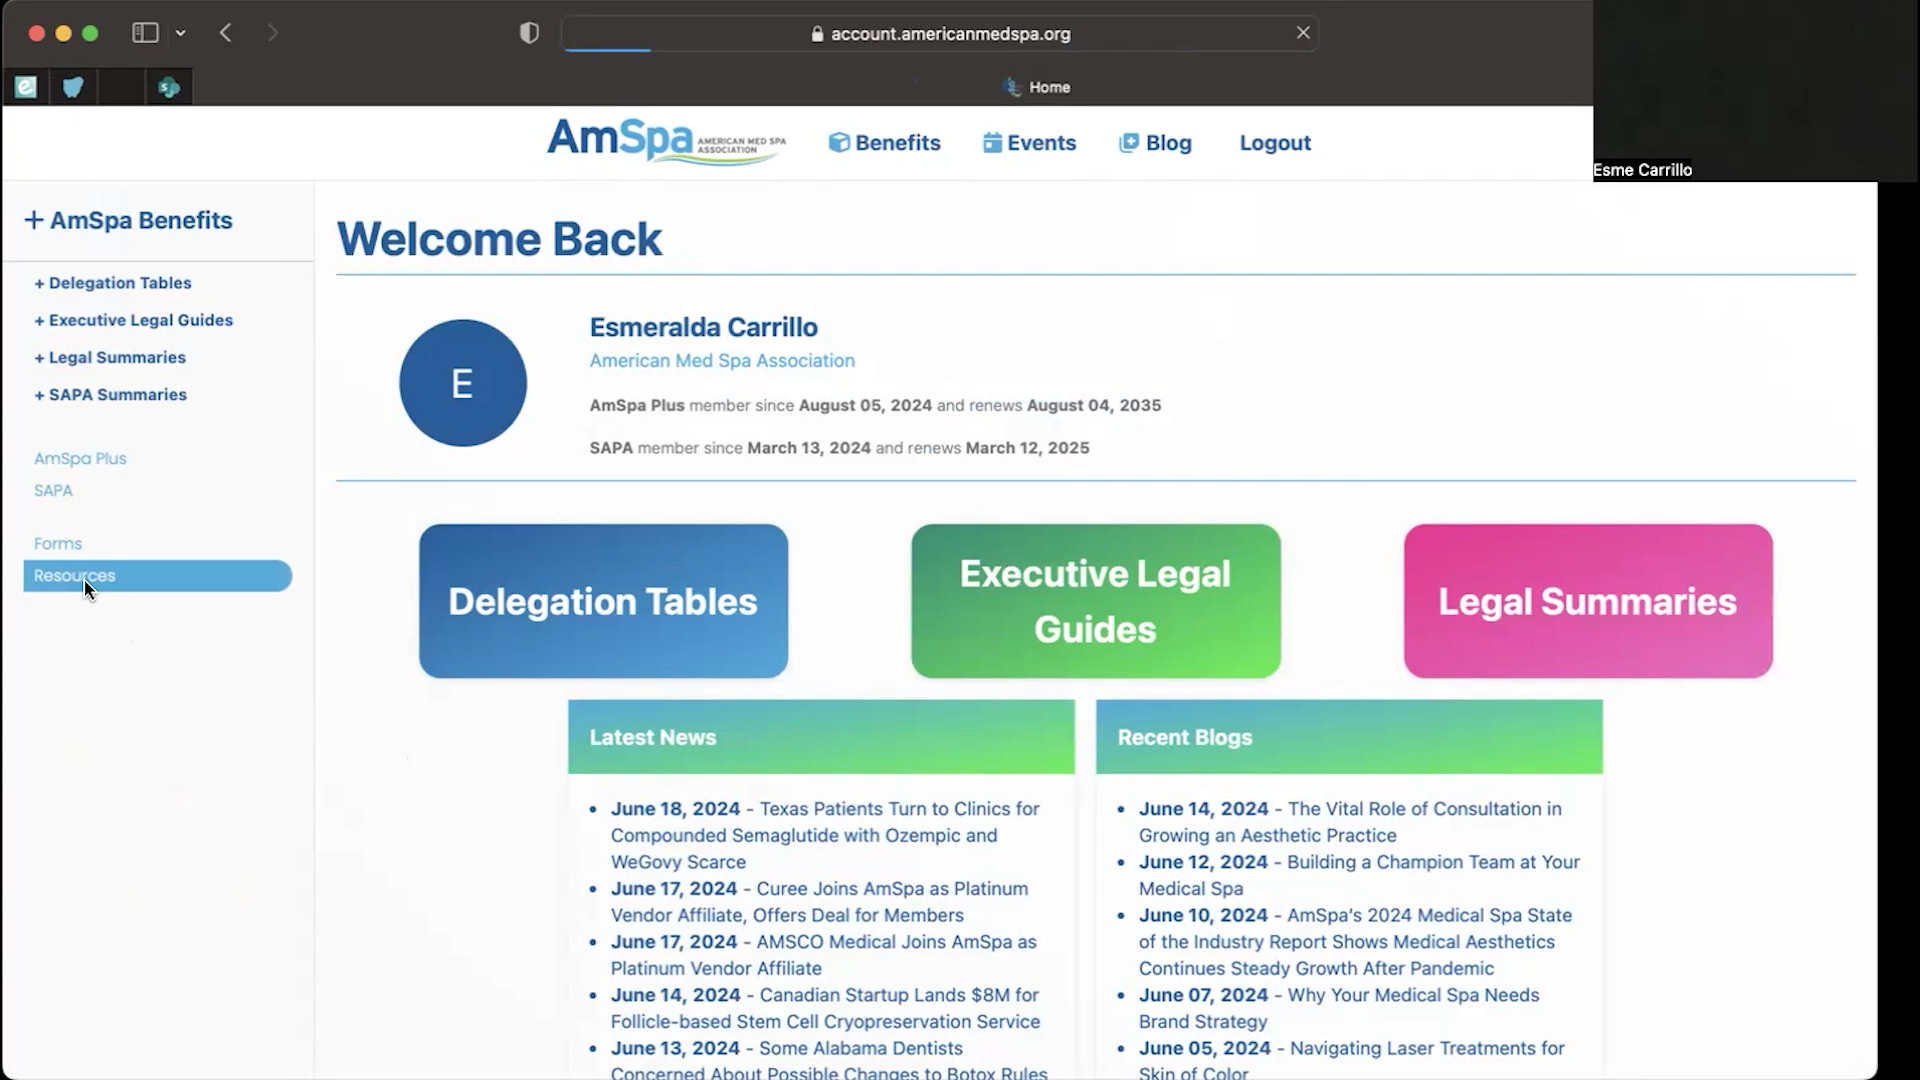 account.americanmedspa.org
Home
AmSpa AMERICAN MED SPA
ASSOCIATION
Benefits
Events
Blog
Logout
Esme Carrillo
+ AmSpa Benefits
+ Delegation Tables
+ Executive Legal Guides
+ Legal Summaries
+ SAPA Summaries
AmSpa Plus
SAPA
Forms
Resources
Welcome Back
E
Esmeralda Carrillo
American Med Spa Association
AmSpa Plus member since August 05, 2024 and renews August 04, 2035
SAPA member since March 13, 2024 and renews March 12, 2025
Delegation Tables
Executive Legal
Guides
Legal Summaries
Latest News
• June 18, 2024 - Texas Patients Turn to Clinics for
Compounded Semaglutide with Ozempic and
WeGovy Scarce
• June 17, 2024 - Curee Joins AmSpa as Platinum
Vendor Affiliate, Offers Deal for Members
• June 17, 2024 - AMSCO Medical Joins AmSpa as
Platinum Vendor Affiliate
• June 14, 2024 - Canadian Startup Lands $8M for
Follicle-based Stem Cell Cryopreservation Service
• June 13, 2024 - Some Alabama Dentists
Concerned About Possible Changes to Botox Rules
Recent Blogs
• June 14, 2024 - The Vital Role of Consultation in
Growing an Aesthetic Practice
• June 12, 2024 - Building a Champion Team at Your
Medical Spa
• June 10, 2024 - AmSpa's 2024 Medical Spa State
of the Industry Report Shows Medical Aesthetics
Continues Steady Growth After Pandemic
• June 07, 2024 - Why Your Medical Spa Needs
Brand Strategy
• June 05, 2024 - Navigating Laser Treatments for
Skin of Color